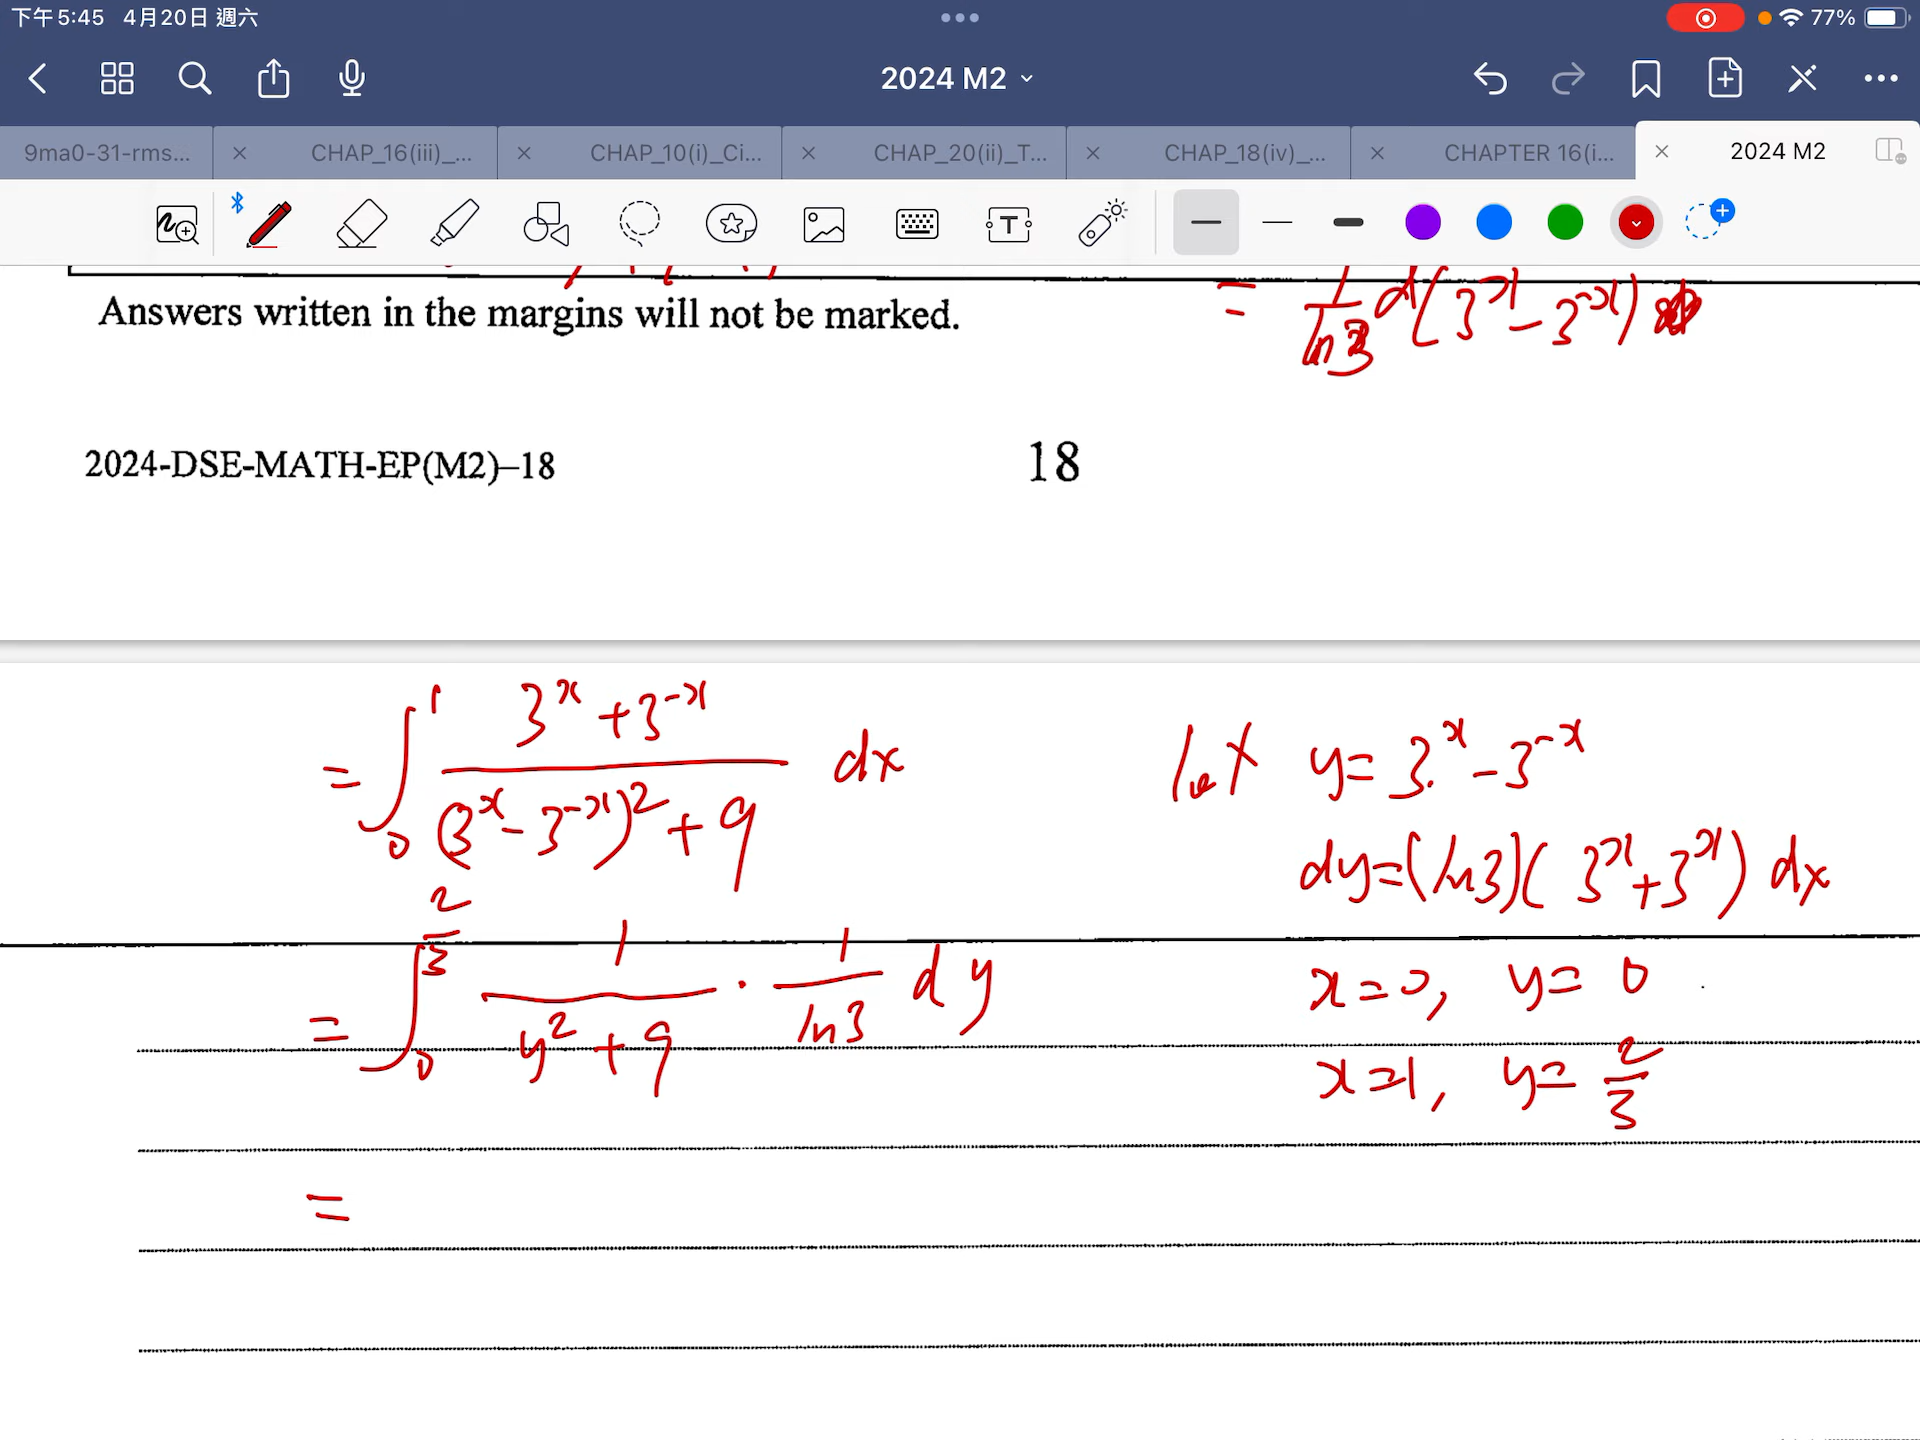 下午5:45 4月20日 週六
77%
2024 M2
9ma0-31-rms...
CHAP_16(iii)_...
CHAP_10(i)_Ci...
CHAP_20(ii)_T...
CHAP_18(iv)_...
CHAPTER 16(i...
2024 M2
= 1/ln3 d(3^x - 3^-x)
Answers written in the margins will not be marked.
2024-DSE-MATH-EP(M2)–18
18
= ∫_0^1 (3^x + 3^-x)/((3^x - 3^-x)^2 + 9) dx
let y = 3^x - 3^-x
dy = (ln3)(3^x + 3^x) dx
= ∫_0^(2/3) 1/(y^2 + 9) · 1/ln3 dy
x = 0, y = 0
x = 1, y = 2/3
=